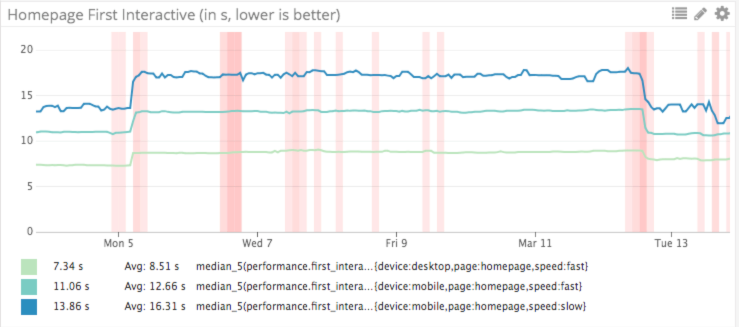 Homepage First Interactive (in s, lower is better)
20
15
10
5
0
Mon 5 Wed 7 Fri 9 Mar 11 Tue 13
7.34 s Avg: 8.51 s median_5(performance.first_intera...{device:desktop,page:homepage,speed:fast}
11.06 s Avg: 12.66 s median_5(performance.first_intera...{device:mobile,page:homepage,speed:fast}
13.86 s Avg: 16.31 s median_5(performance.first_intera...{device:mobile,page:homepage,speed:slow}